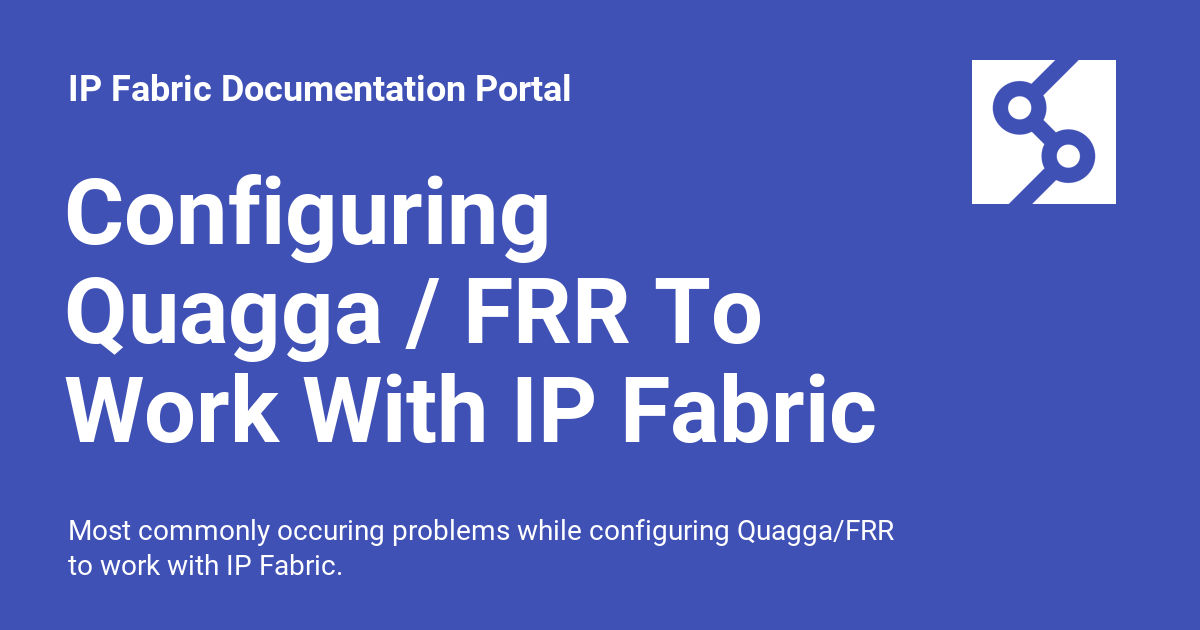 IP Fabric Documentation Portal
Configuring
Quagga / FRR To
Work With IP Fabric
Most commonly occuring problems while configuring Quagga/FRR
to work with IP Fabric.